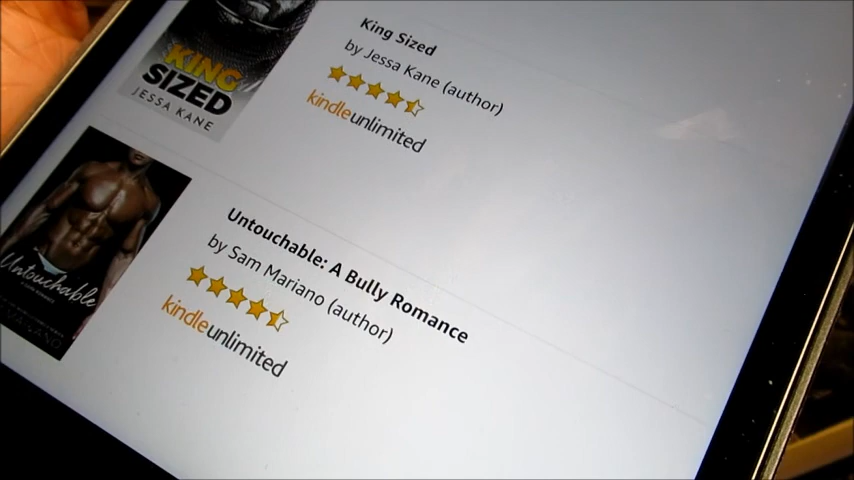 KING
SIZED
JESSA KANE
King Sized
by Jessa Kane (author)
kindleunlimited
Untouchable
Untouchable: A Bully Romance
by Sam Mariano (author)
kindleunlimited